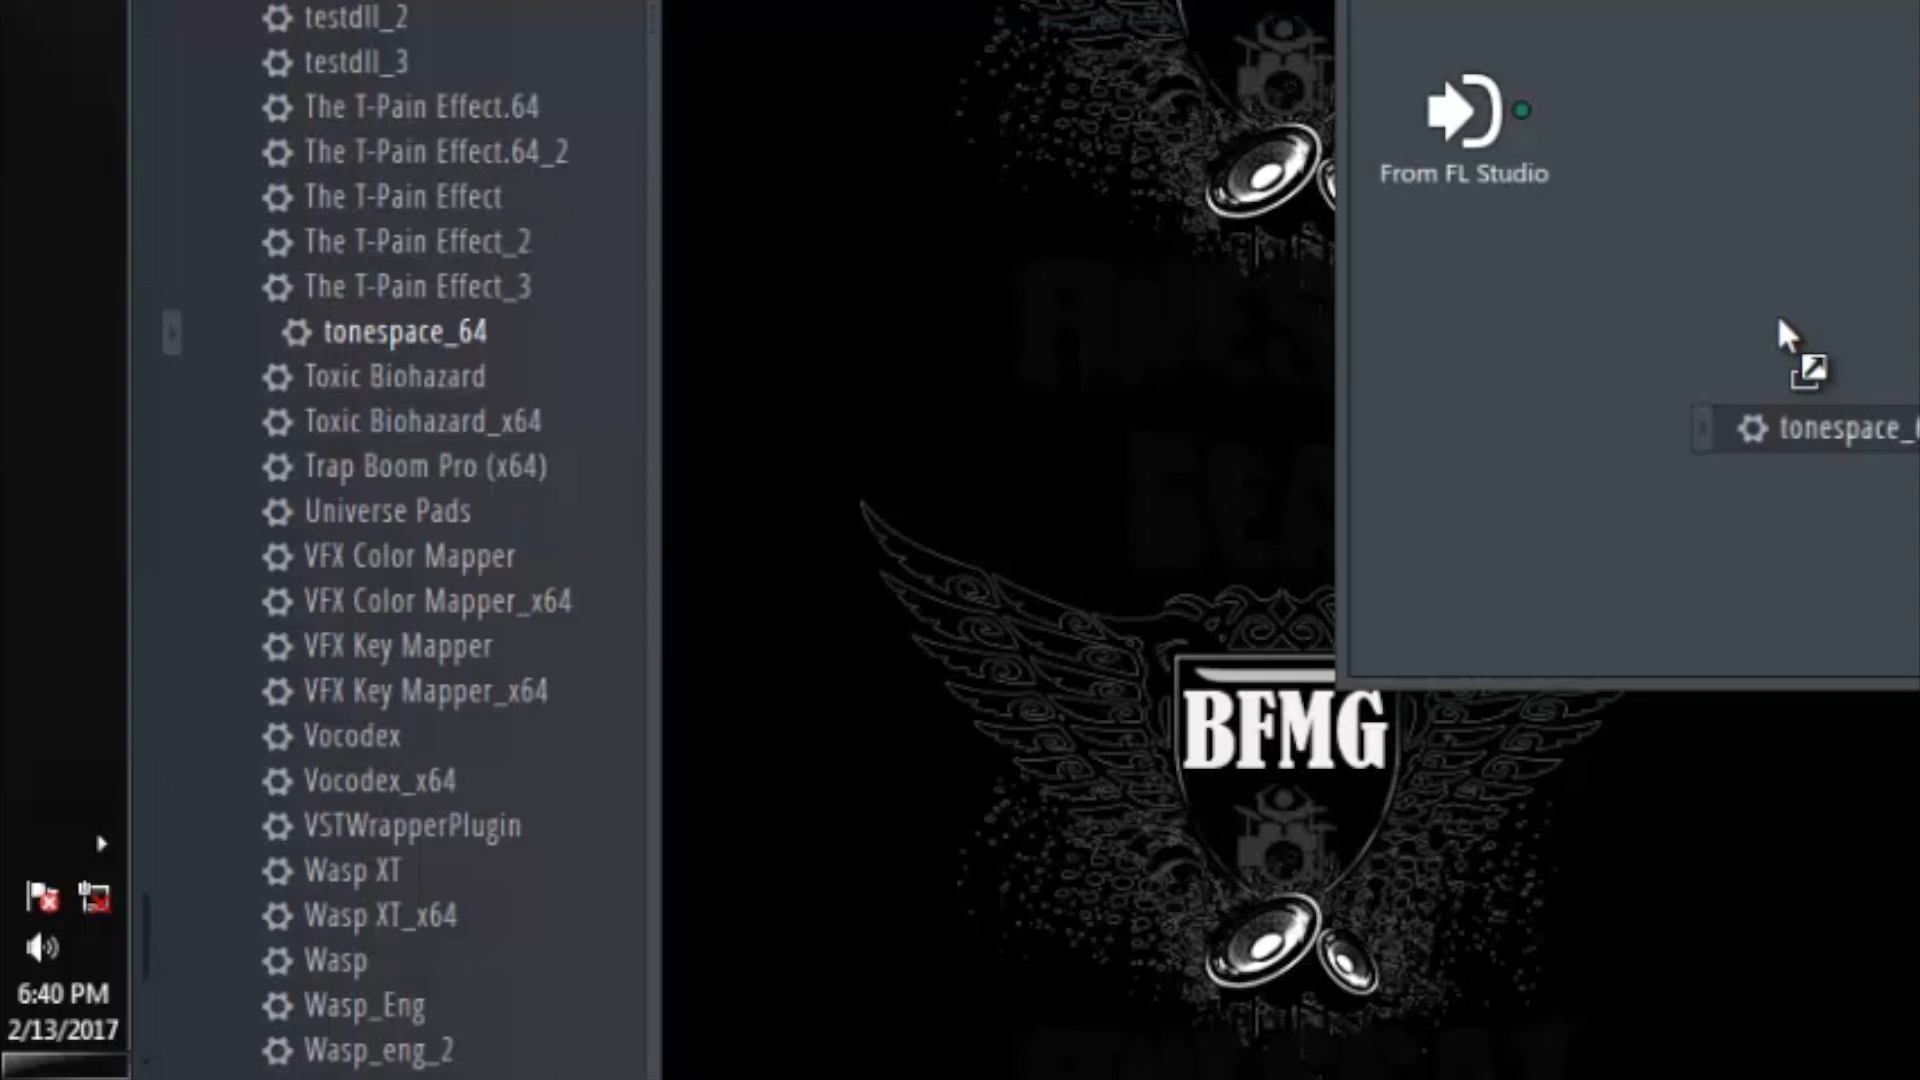 testdll_2
testdll_3
The T-Pain Effect.64
The T-Pain Effect.64_2
The T-Pain Effect
The T-Pain Effect_2
The T-Pain Effect_3
tonespace_64
Toxic Biohazard
Toxic Biohazard_x64
Trap Boom Pro (x64)
Universe Pads
VFX Color Mapper
VFX Color Mapper_x64
VFX Key Mapper
VFX Key Mapper_x64
Vocodex
Vocodex_x64
VSTWrapperPlugin
Wasp XT
Wasp XT_x64
Wasp
Wasp_Eng
Wasp_eng_2
6:40 PM
2/13/2017
BFMG
From FL Studio
tonespace_6